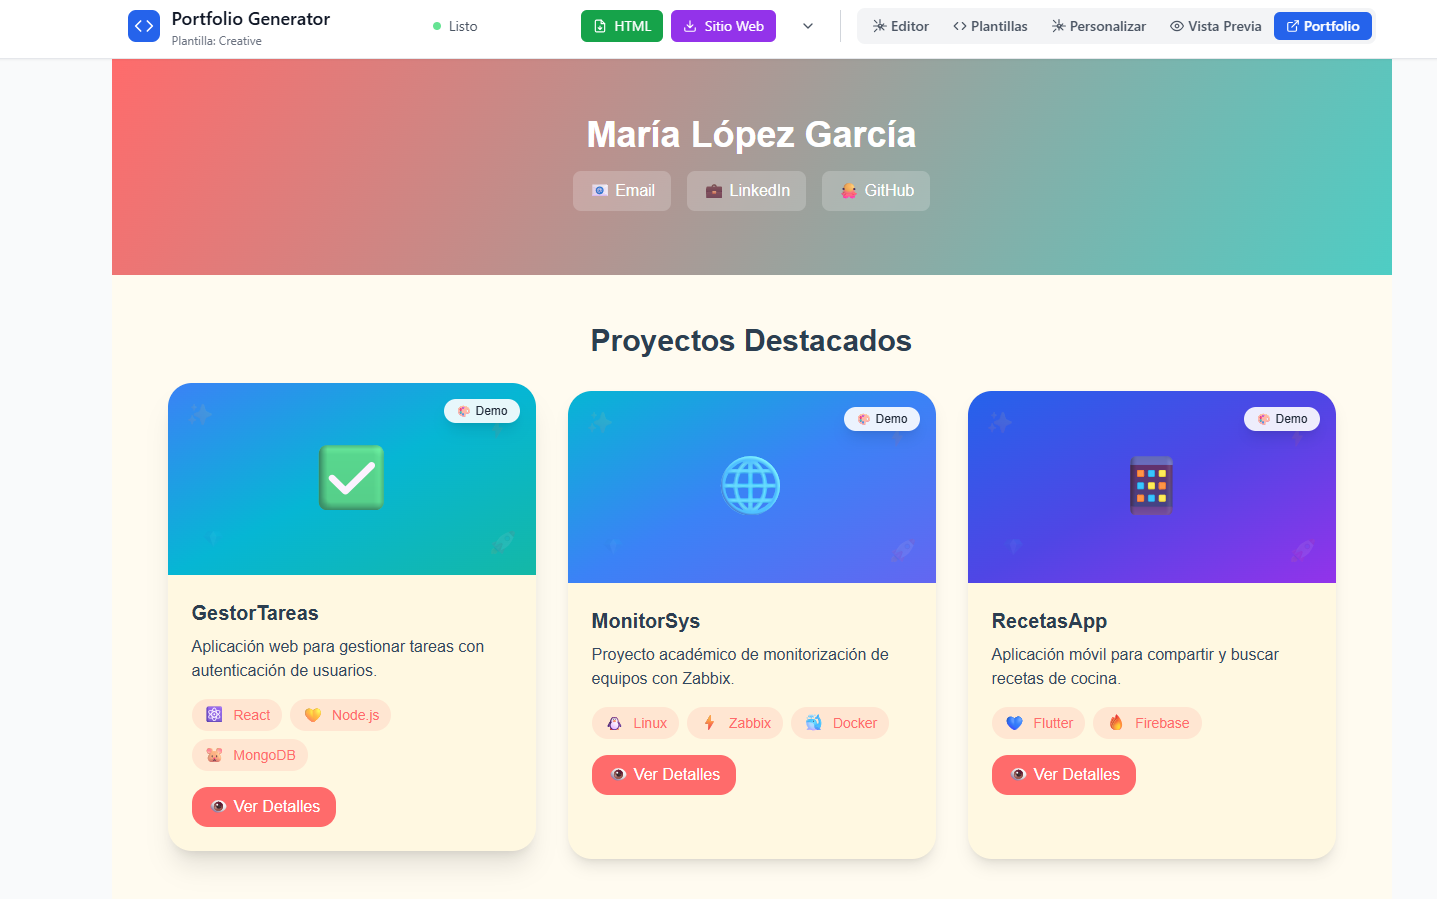 Portfolio Generator
Plantilla: Creative
Listo
HTML
Sitio Web
Editor
Plantillas
Personalizar
Vista Previa
Portfolio
María López García
Email
LinkedIn
GitHub
Proyectos Destacados
Demo
GestorTareas
Aplicación web para gestionar tareas con
autenticación de usuarios.
React
Node.js
MongoDB
Ver Detalles
Demo
MonitorSys
Proyecto académico de monitorización de
equipos con Zabbix.
Linux
Zabbix
Docker
Ver Detalles
Demo
RecetasApp
Aplicación móvil para compartir y buscar
recetas de cocina.
Flutter
Firebase
Ver Detalles